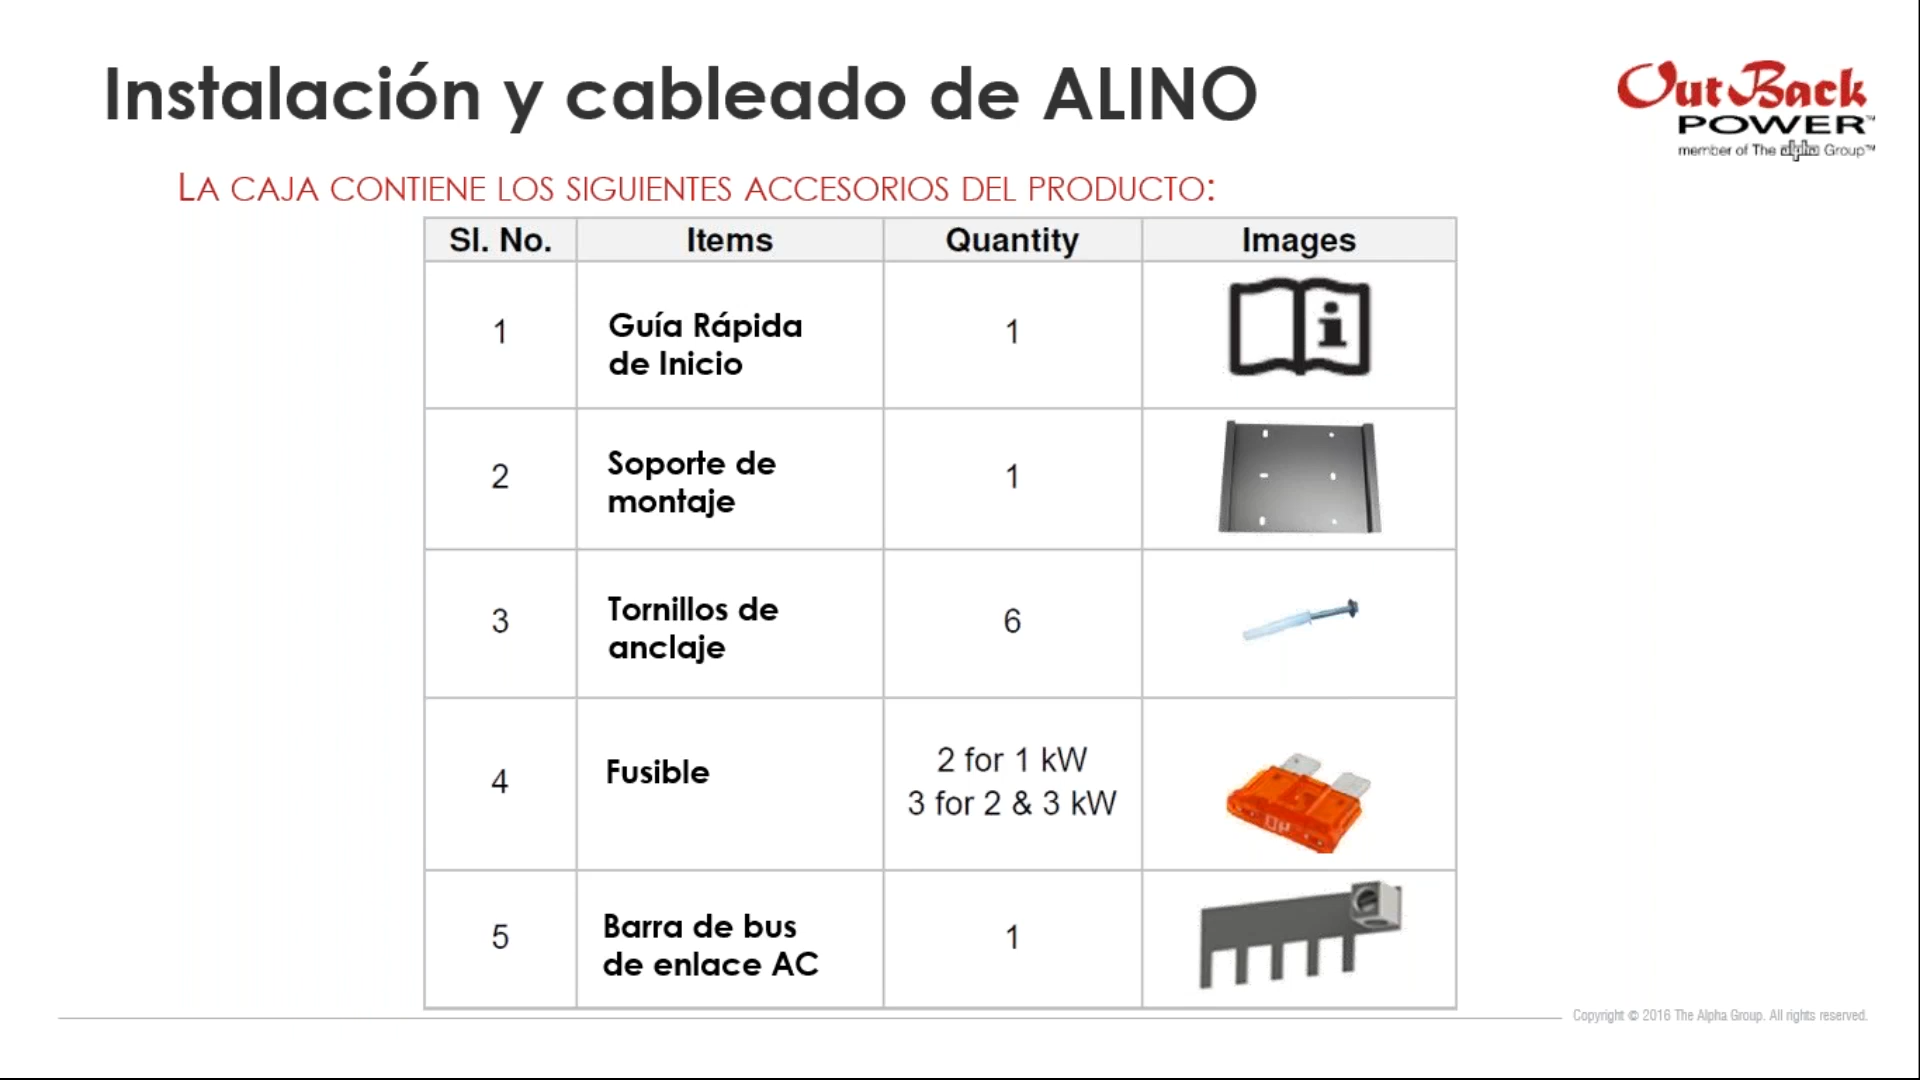 Instalación y cableado de ALINO
OutBack
POWER™
member of The alpha Group™
LA CAJA CONTIENE LOS SIGUIENTES ACCESORIOS DEL PRODUCTO:
Sl. No. Items Quantity Images
1 Guía Rápida 1
de Inicio
2 Soporte de 1
montaje
3 Tornillos de 6
anclaje
4 Fusible 2 for 1 kW
3 for 2 & 3 kW
5 Barra de bus 1
de enlace AC
Copyright © 2016 The Alpha Group. All rights reserved.